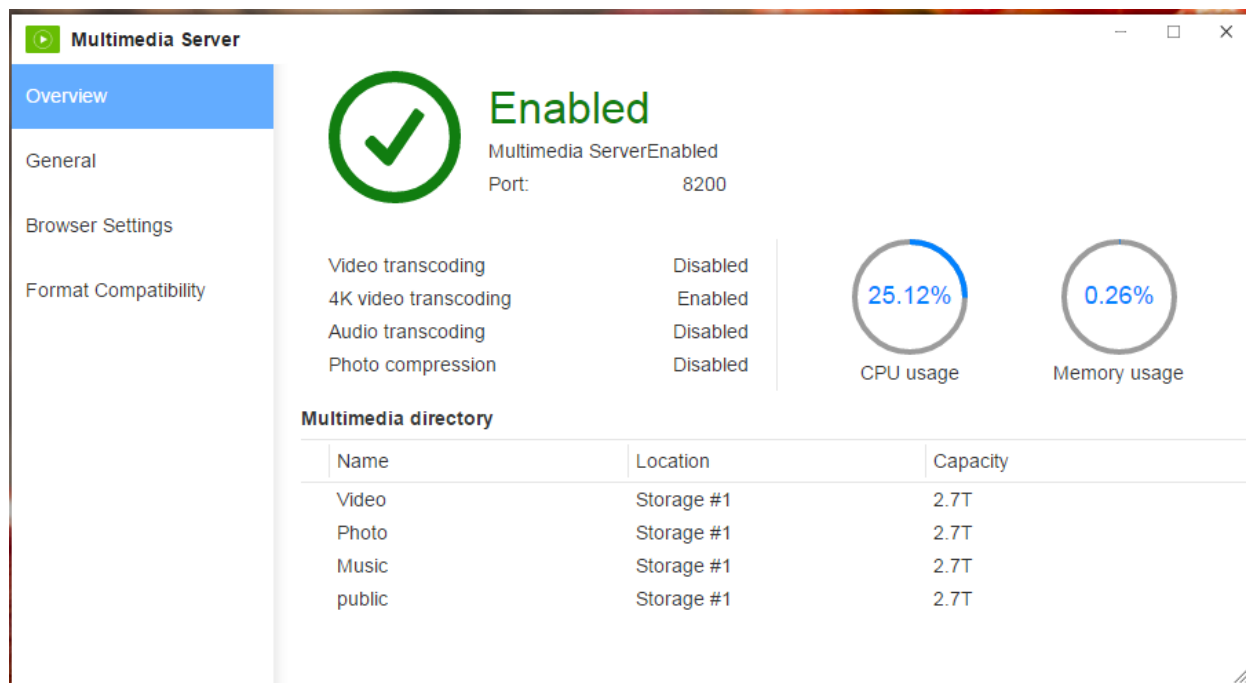 Multimedia Server
Overview
General
Browser Settings
Format Compatibility
Enabled
Multimedia ServerEnabled
Port: 8200
Video transcoding Disabled
4K video transcoding Enabled
Audio transcoding Disabled
Photo compression Disabled
25.12%
CPU usage
0.26%
Memory usage
Multimedia directory
Name Location Capacity
Video Storage #1 2.7T
Photo Storage #1 2.7T
Music Storage #1 2.7T
public Storage #1 2.7T